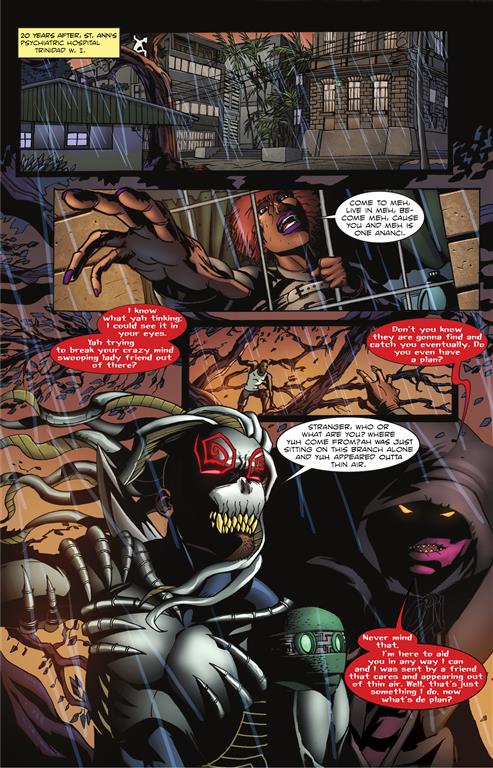 20 YEARS AFTER, ST. ANN'S
PSYCHIATRIC HOSPITAL
TRINIDAD W. I.
COME TO MEH,
LIVE IN MEH, BE-
COME MEH, CAUSE
YOU AND MEH IS
ONE ANANCI.
I know
what yah tinking;
I could see it in
your eyes.
Yah trying
to break your crazy mind
swooping lady friend out
of there?
Don't you know
they are gonna find and
catch you eventually. Do
you even have
a plan?
STRANGER, WHO OR
WHAT ARE YOU? WHERE
YUH COME FROM?AH WAS JUST
SITTING ON THIS BRANCH ALONE
AND YUH APPEARED OUTTA
THIN AIR.
Never mind
that.
I'm here to aid
you in any way I can
and I was sent by a friend
that cares and appearing out
of thin air. Well, that's just
something I do, now
what's de plan?